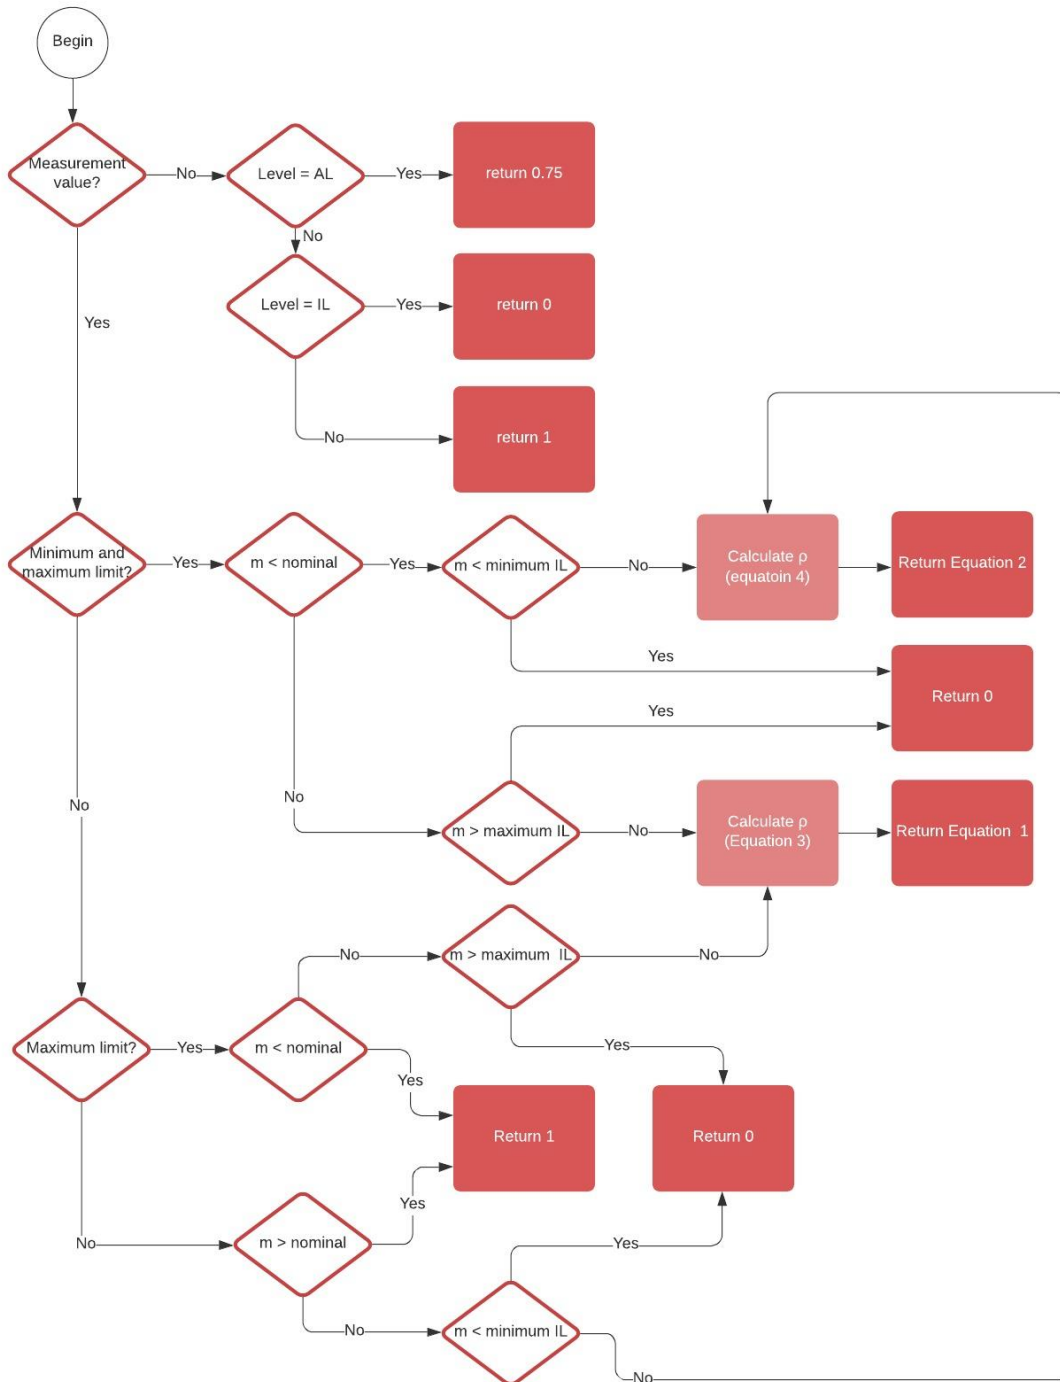 Begin
Measurement
value?
No
Level = AL
Yes
return 0.75
No
Level = IL
Yes
return 0
Yes
No
return 1
Minimum and
maximum limit?
Yes
m < nominal
Yes
m < minimum IL
No
Calculate ρ
(equatoin 4)
Return Equation 2
Yes
Return 0
Yes
No
No
m > maximum IL
No
Calculate ρ
(Equation 3)
Return Equation 1
No
m > maximum IL
No
Maximum limit?
Yes
m < nominal
Yes
Yes
Return 1
Return 0
Yes
No
m > nominal
Yes
No
m < minimum IL
No